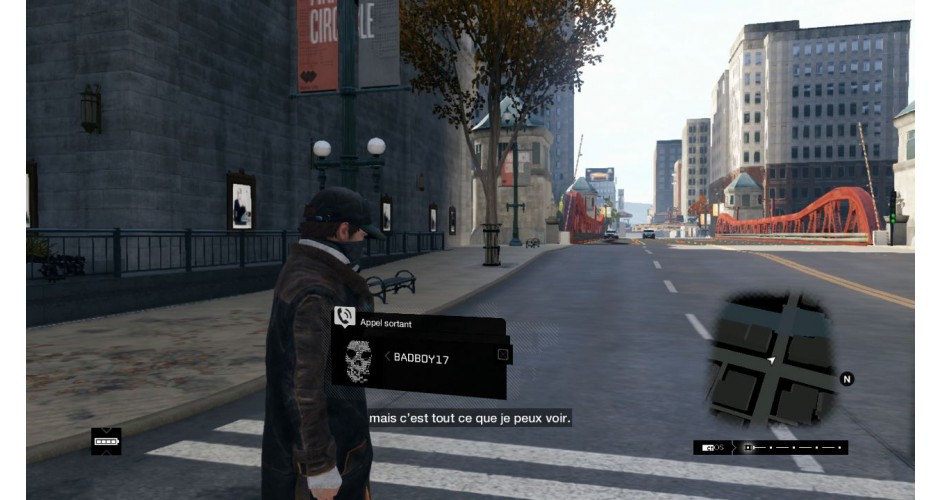 CIRCLE
Appel sortant
BADBOY17
mais c'est tout ce que je peux voir.
N